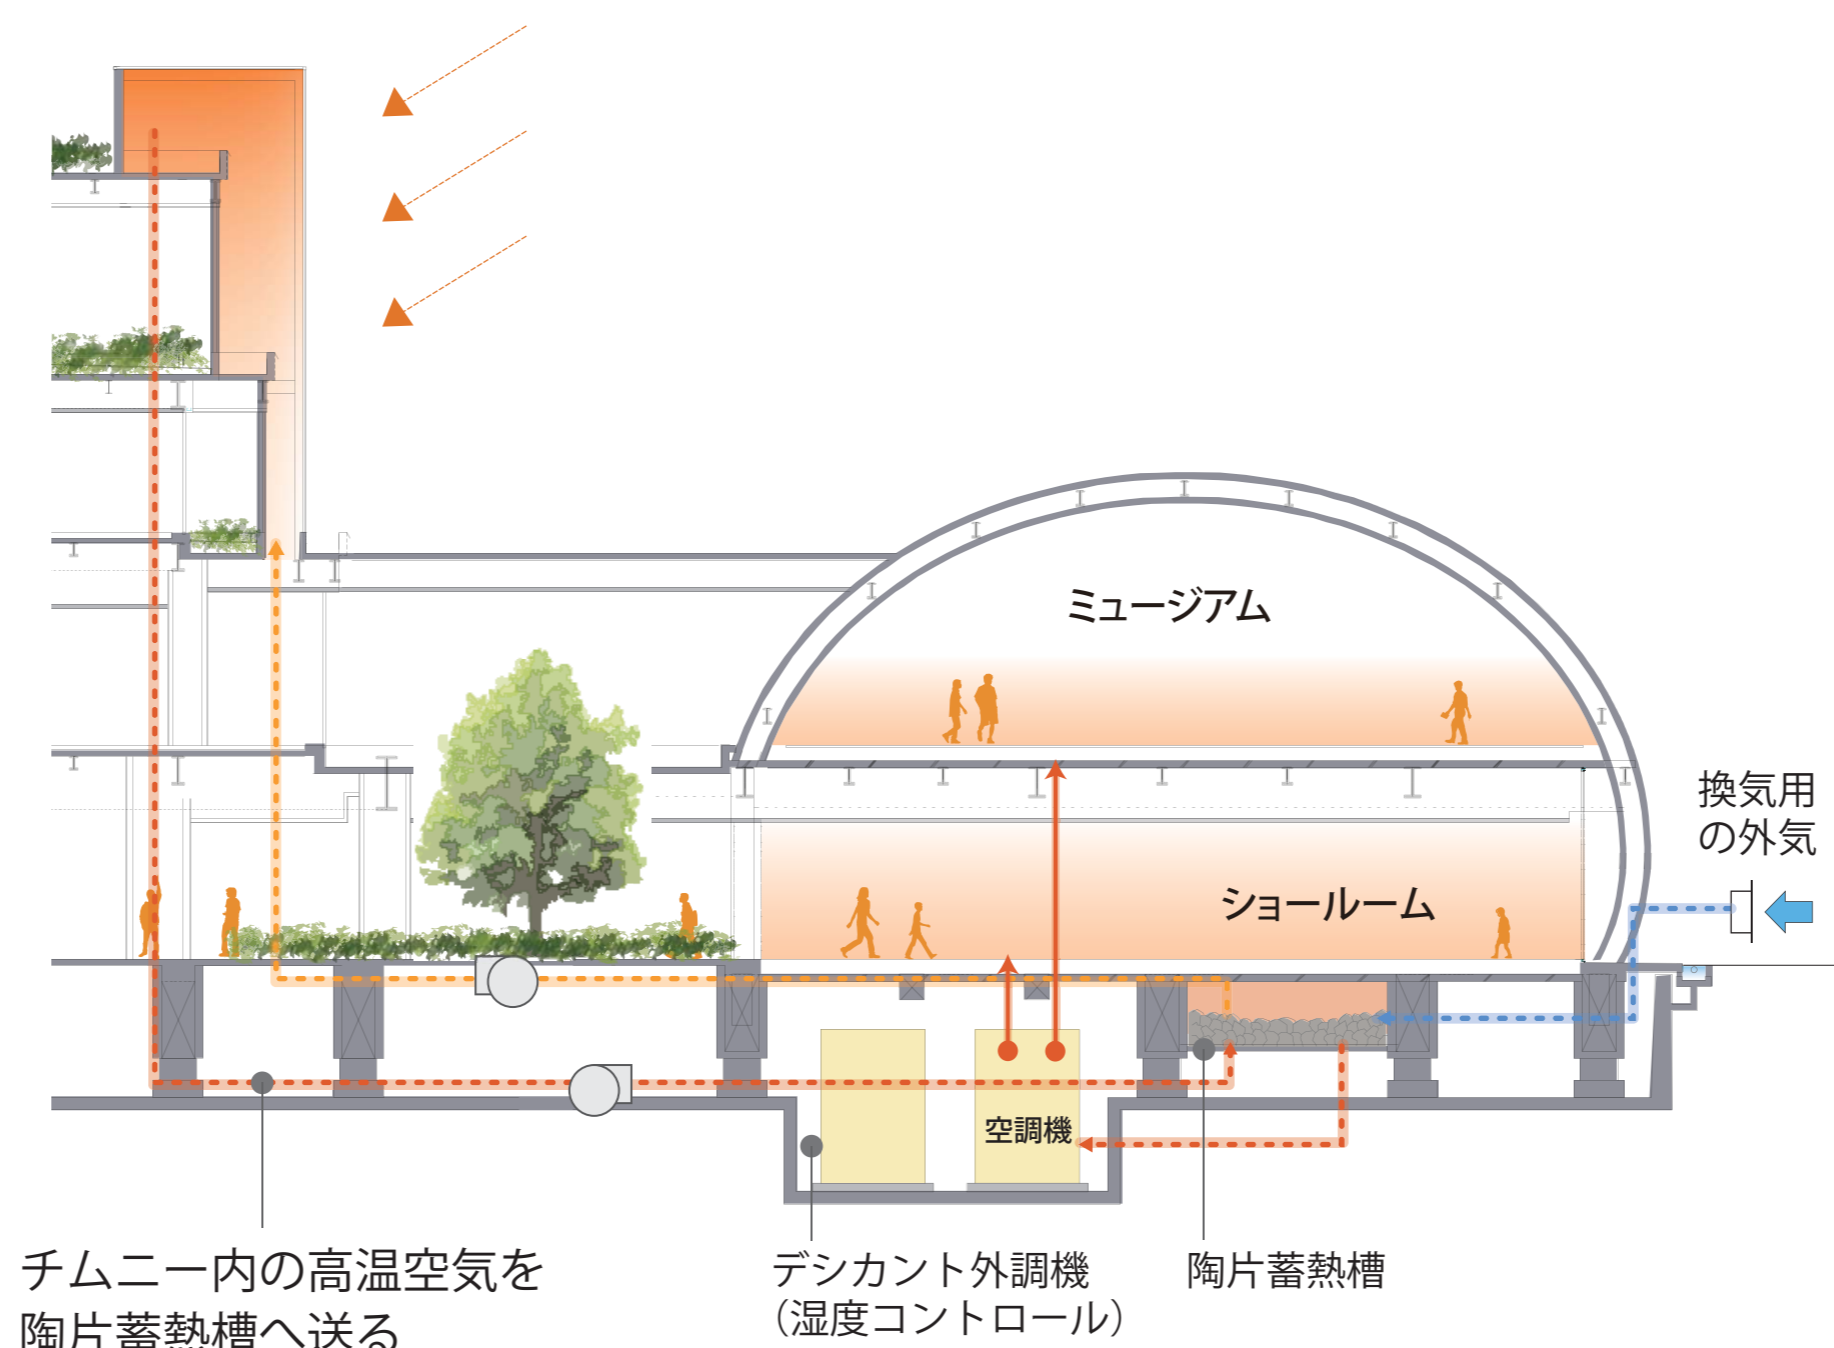 ミュージアム
換気用
の外気
ショールーム
空調機
チムニー内の高温空気を
陶片蓄熱槽へ送る
デシカント外調機
（湿度コントロール）
陶片蓄熱槽